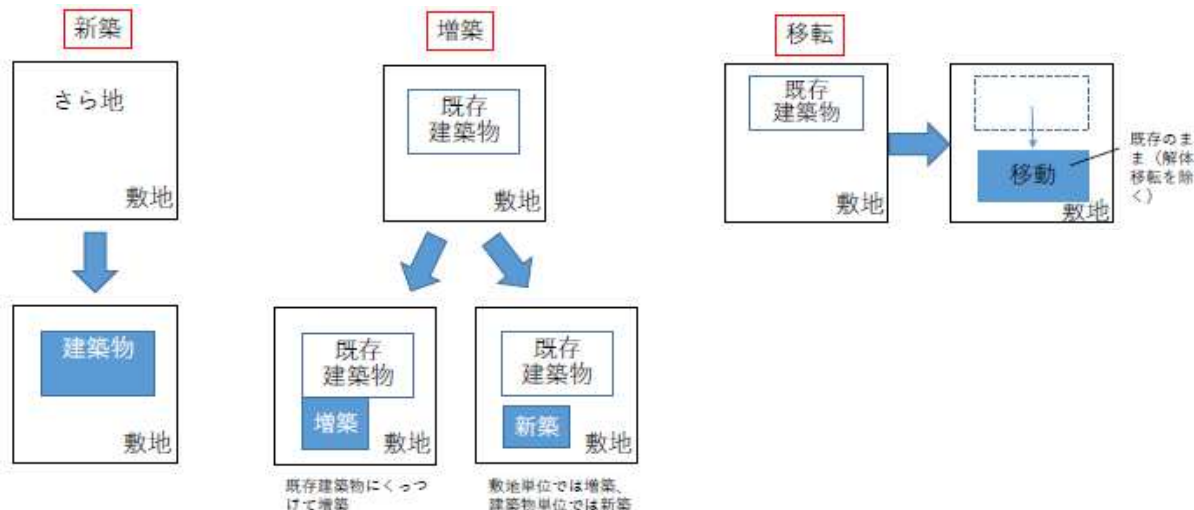 新築
さら地
敷地
建築物
敷地
増築
既存
建築物
敷地
既存
建築物
増築
敷地
既存建築物にくっつ
けて増築
既存
建築物
新築
敷地
敷地単位では増築、
建築物単位では新築
移転
既存
建築物
敷地
移動
敷地
既存のま
ま（解体
移転を除
く）